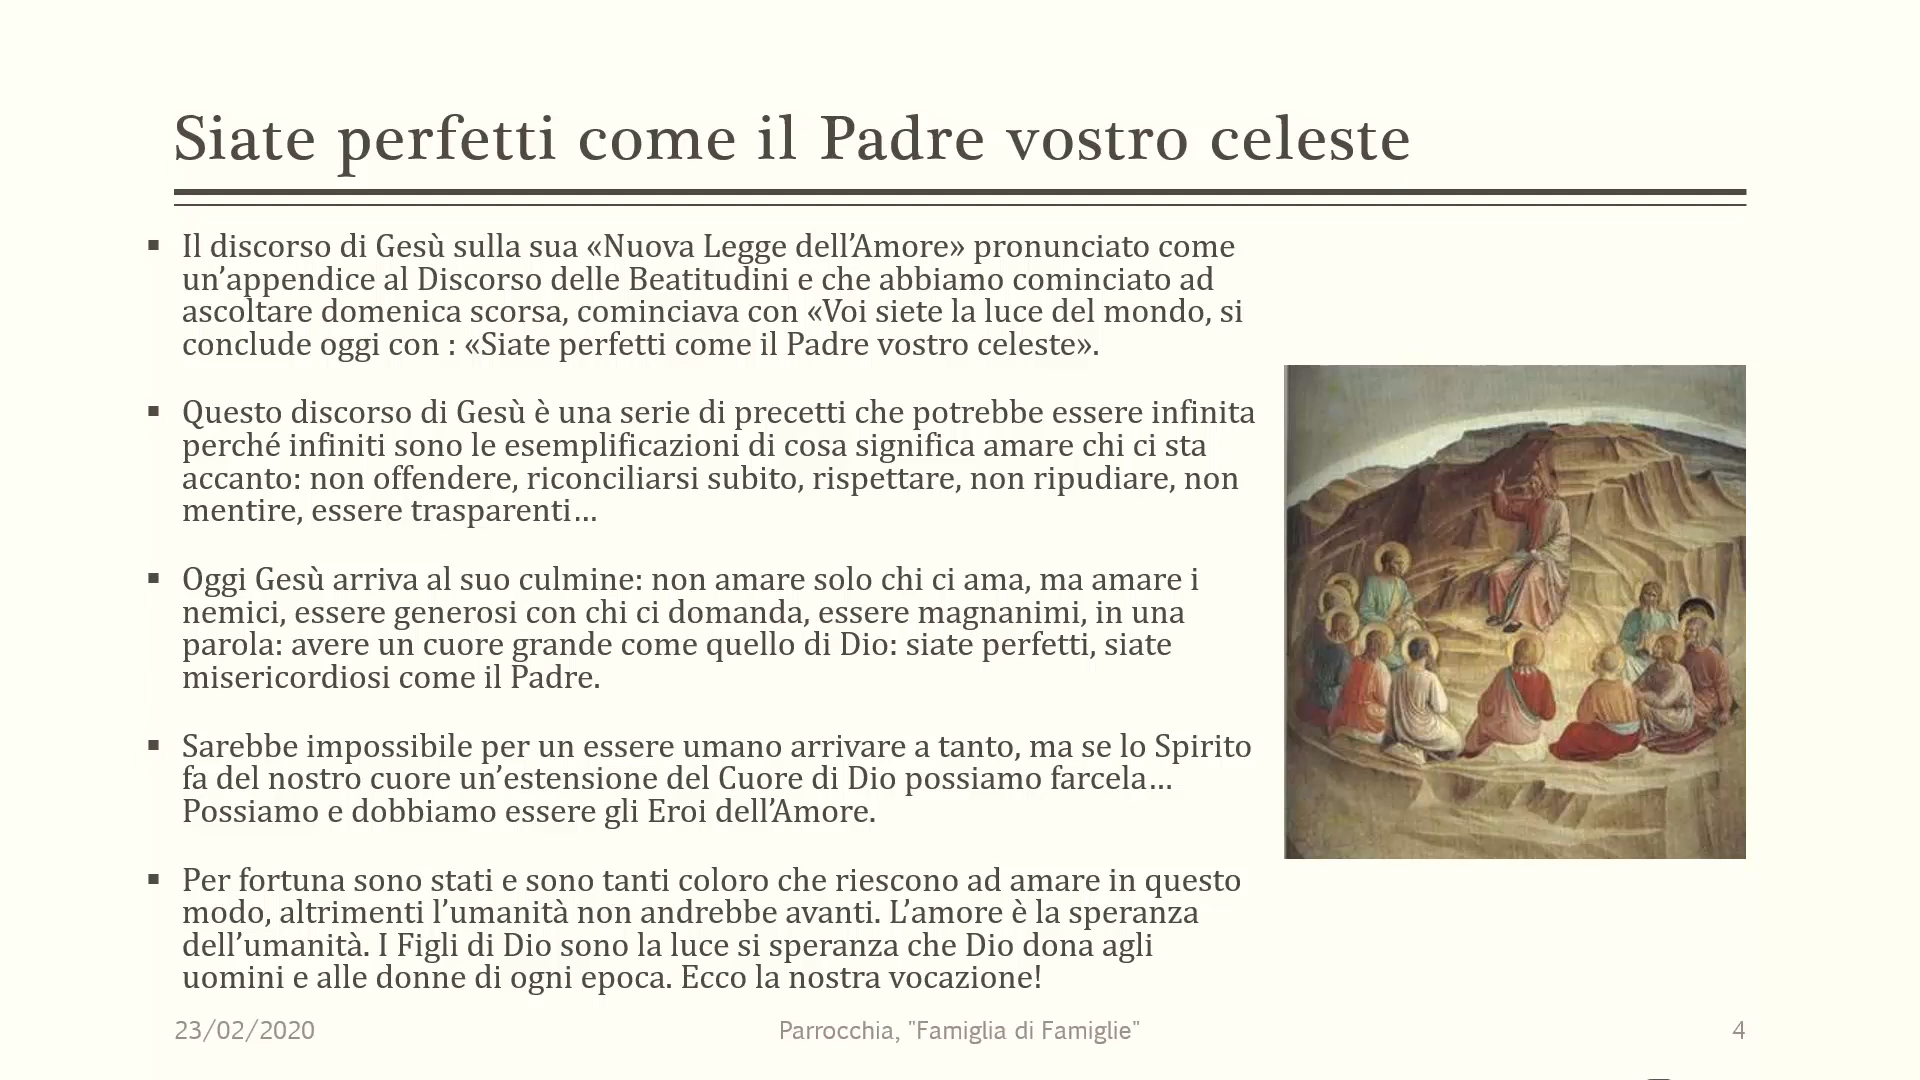 Siate perfetti come il Padre vostro celeste
▪ Il discorso di Gesù sulla sua «Nuova Legge dell’Amore» pronunciato come
un’appendice al Discorso delle Beatitudini e che abbiamo cominciato ad
ascoltare domenica scorsa, cominciava con «Voi siete la luce del mondo, si
conclude oggi con : «Siate perfetti come il Padre vostro celeste».
▪ Questo discorso di Gesù è una serie di precetti che potrebbe essere infinita
perché infiniti sono le esemplificazioni di cosa significa amare chi ci sta
accanto: non offendere, riconciliarsi subito, rispettare, non ripudiare, non
mentire, essere trasparenti…
▪ Oggi Gesù arriva al suo culmine: non amare solo chi ci ama, ma amare i
nemici, essere generosi con chi ci domanda, essere magnanimi, in una
parola: avere un cuore grande come quello di Dio: siate perfetti, siate
misericordiosi come il Padre.
▪ Sarebbe impossibile per un essere umano arrivare a tanto, ma se lo Spirito
fa del nostro cuore un’estensione del Cuore di Dio possiamo farcela…
Possiamo e dobbiamo essere gli Eroi dell’Amore.
▪ Per fortuna sono stati e sono tanti coloro che riescono ad amare in questo
modo, altrimenti l’umanità non andrebbe avanti. L’amore è la speranza
dell’umanità. I Figli di Dio sono la luce si speranza che Dio dona agli
uomini e alle donne di ogni epoca. Ecco la nostra vocazione!
23/02/2020
Parrocchia, "Famiglia di Famiglie"
4